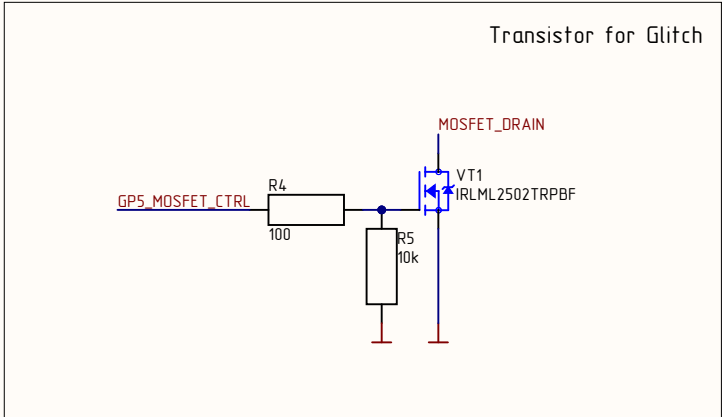 Transistor for Glitch
MOSFET_DRAIN
VT1
IRLML2502TRPBF
R4
GP5_MOSFET_CTRL
100
R5
10k